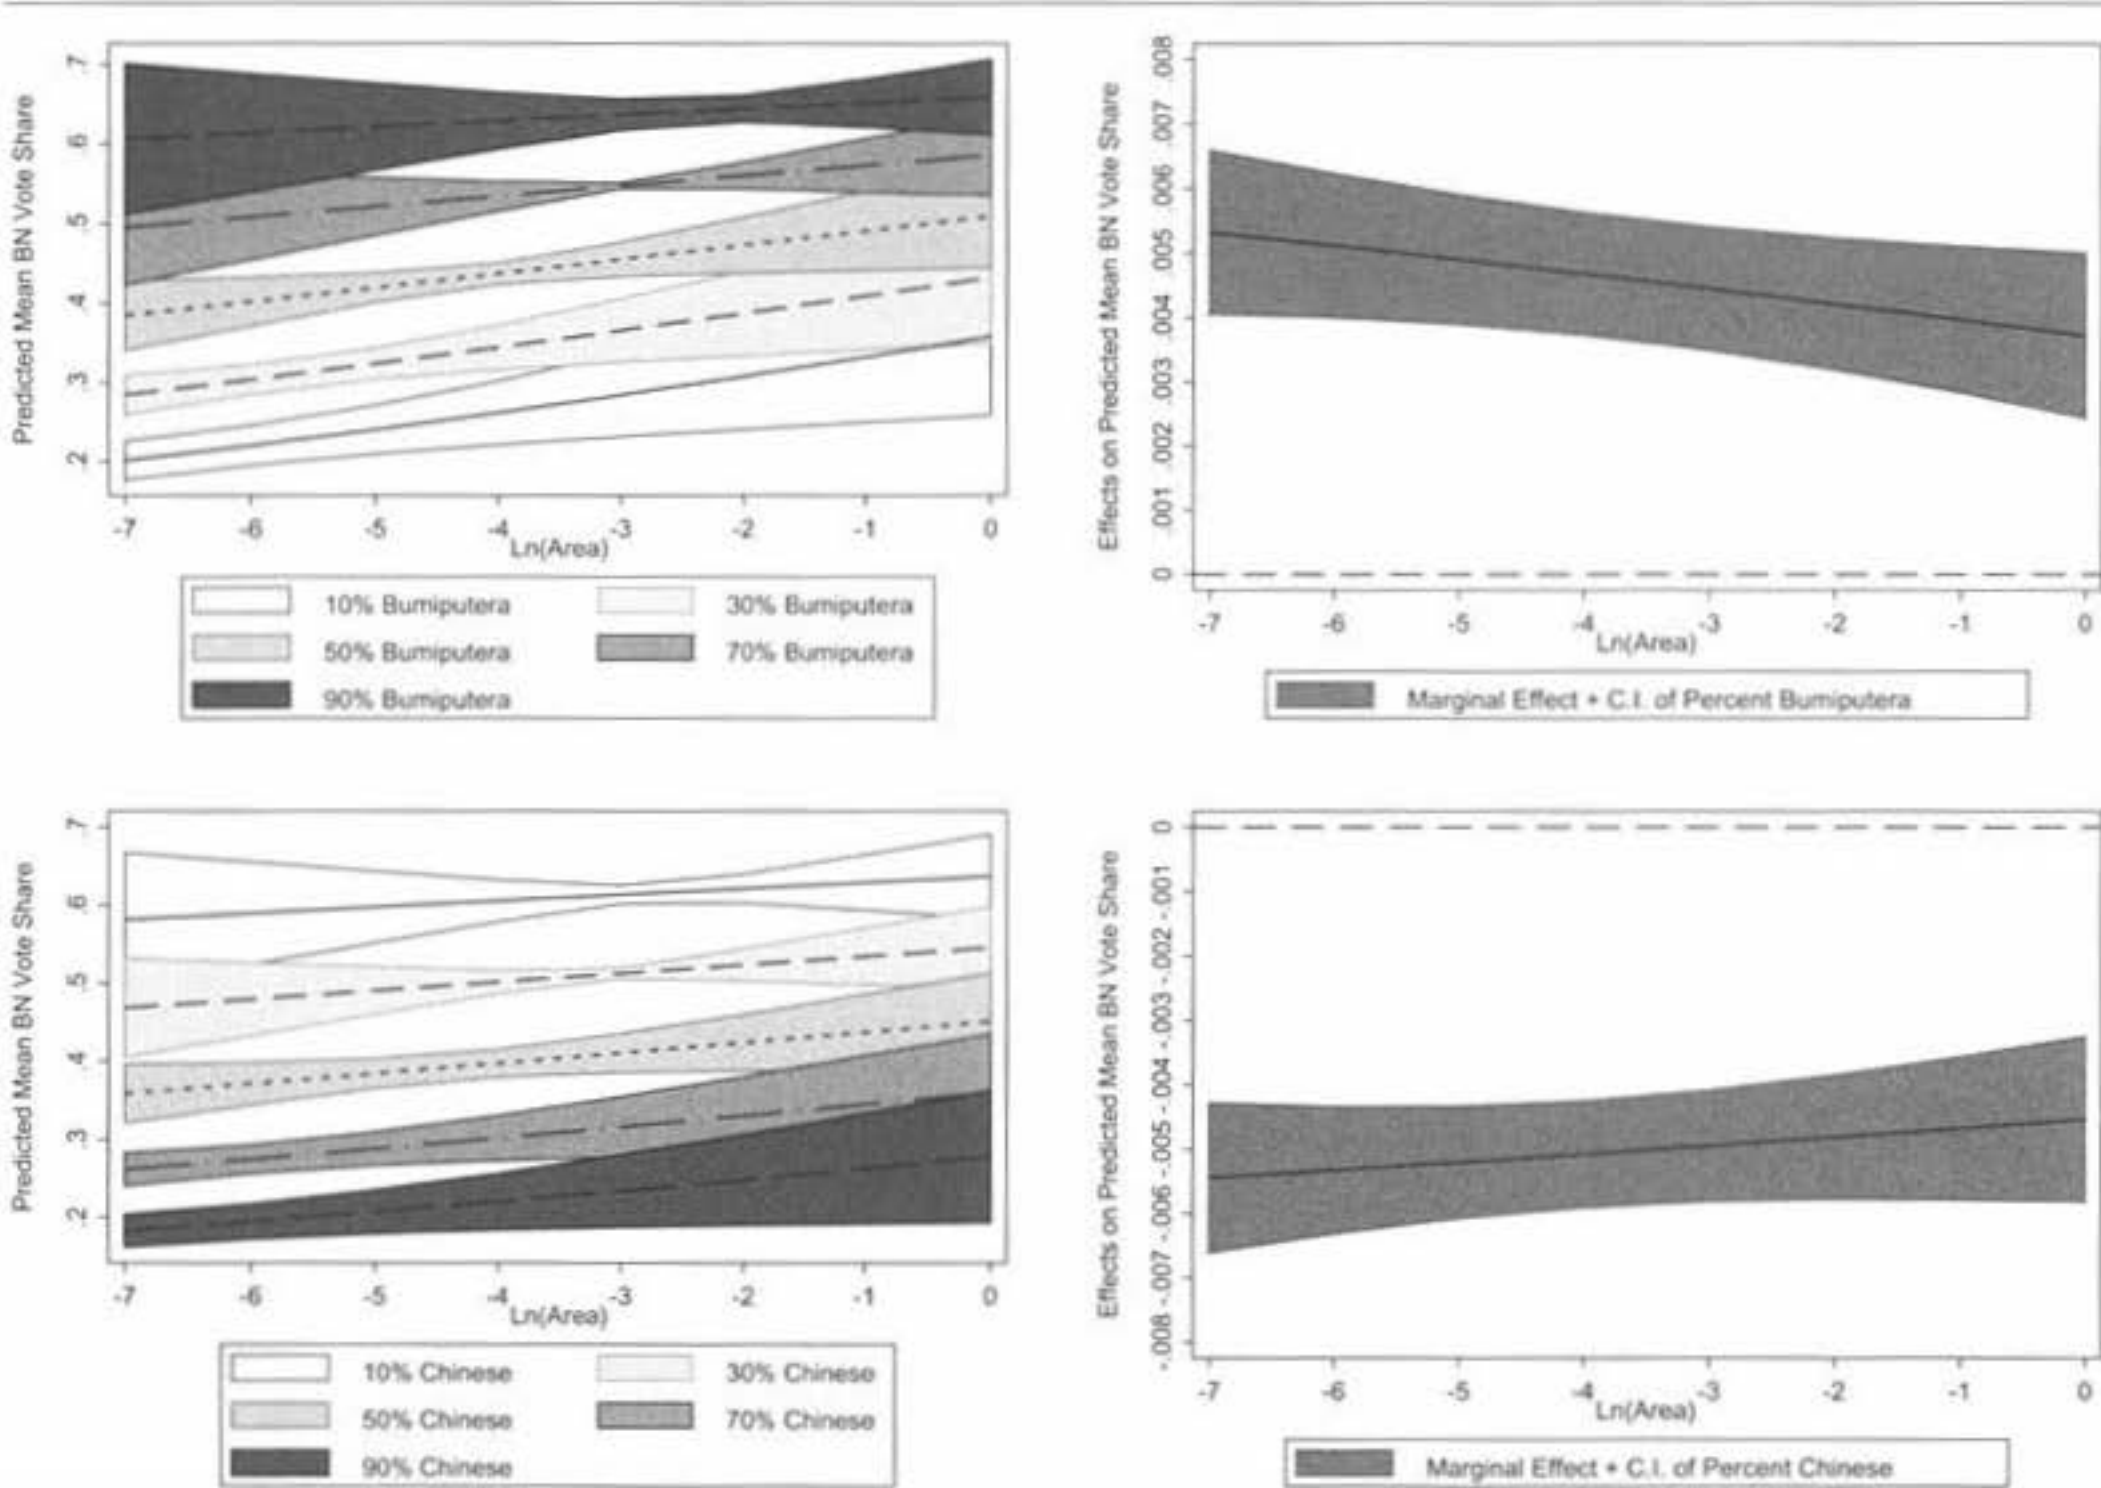 Predicted Mean BN Vote Share
.7
.6
.5
.4
.3
.2
-7 -6 -5 -4 -3 -2 -1 0
Ln(Area)
10% Bumiputera 30% Bumiputera
50% Bumiputera 70% Bumiputera
90% Bumiputera
Effects on Predicted Mean BN Vote Share
.008
.007
.006
.005
.004
.003
.002
.001
0
-7 -6 -5 -4 -3 -2 -1 0
Ln(Area)
Marginal Effect + C.I. of Percent Bumiputera
Predicted Mean BN Vote Share
.7
.6
.5
.4
.3
.2
-7 -6 -5 -4 -3 -2 -1 0
Ln(Area)
10% Chinese 30% Chinese
50% Chinese 70% Chinese
90% Chinese
Effects on Predicted Mean BN Vote Share
0
-.001
-.002
-.003
-.004
-.005
-.006
-.007
-.008
-7 -6 -5 -4 -3 -2 -1 0
Ln(Area)
Marginal Effect + C.I. of Percent Chinese